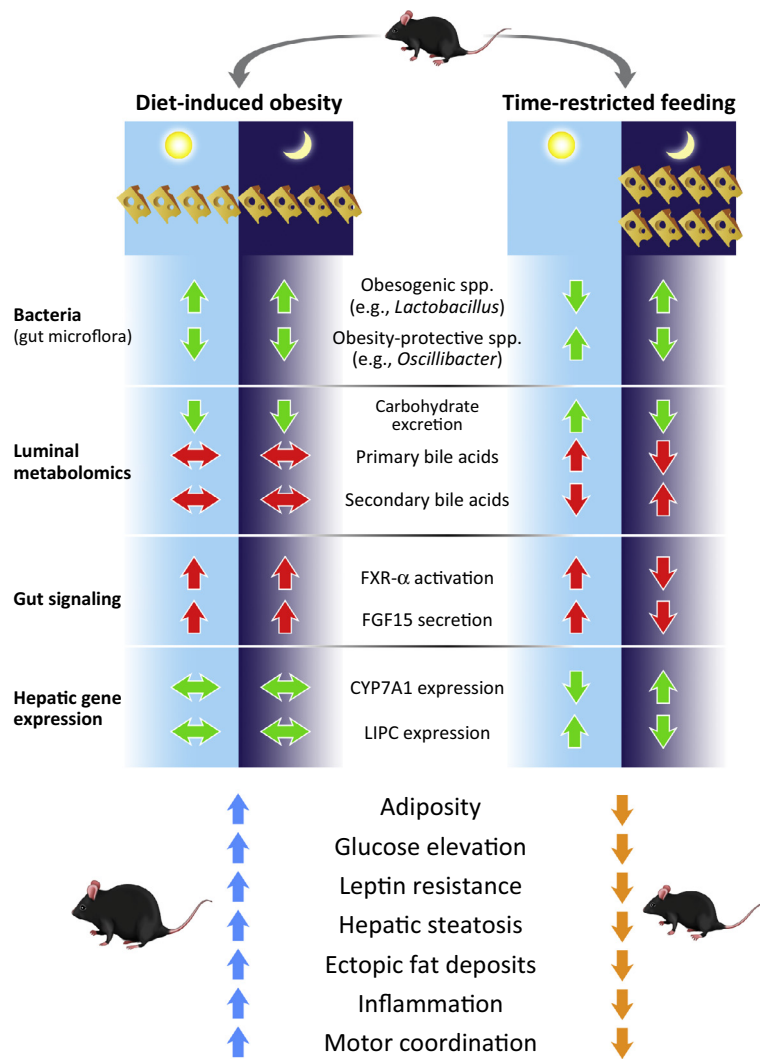 Diet-induced obesity
Time-restricted feeding
Bacteria
(gut microflora)
Obesogenic spp.
(e.g., Lactobacillus)
Obesity-protective spp.
(e.g., Oscillibacter)
Luminal
metabolomics
Carbohydrate
excretion
Primary bile acids
Secondary bile acids
Gut signaling
FXR-α activation
FGF15 secretion
Hepatic gene
expression
CYP7A1 expression
LIPC expression
Adiposity
Glucose elevation
Leptin resistance
Hepatic steatosis
Ectopic fat deposits
Inflammation
Motor coordination